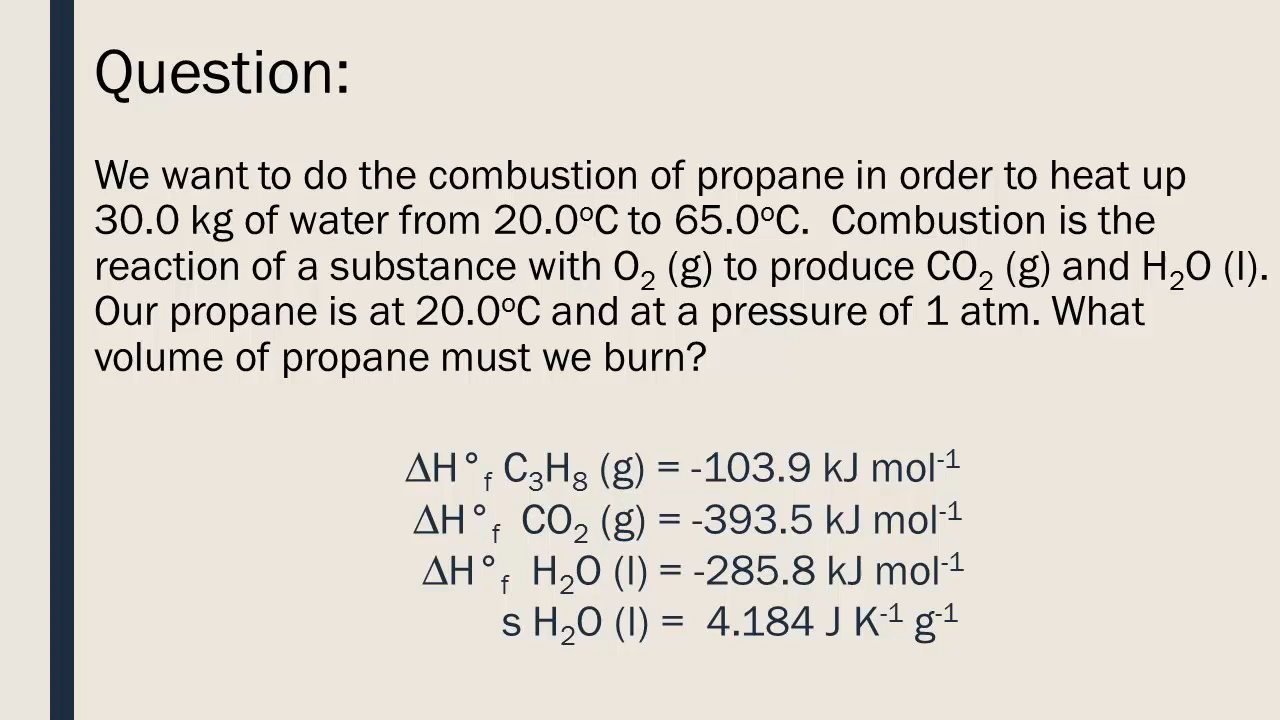 Question:
We want to do the combustion of propane in order to heat up
30.0 kg of water from 20.0ºC to 65.0ºC. Combustion is the
reaction of a substance with O₂ (g) to produce CO₂ (g) and H₂O (l).
Our propane is at 20.0ºC and at a pressure of 1 atm. What
volume of propane must we burn?
ΔH°f C₃H₈ (g) = -103.9 kJ mol⁻¹
ΔH°f CO₂ (g) = -393.5 kJ mol⁻¹
ΔH°f H₂O (l) = -285.8 kJ mol⁻¹
s H₂O (l) = 4.184 J K⁻¹ g⁻¹